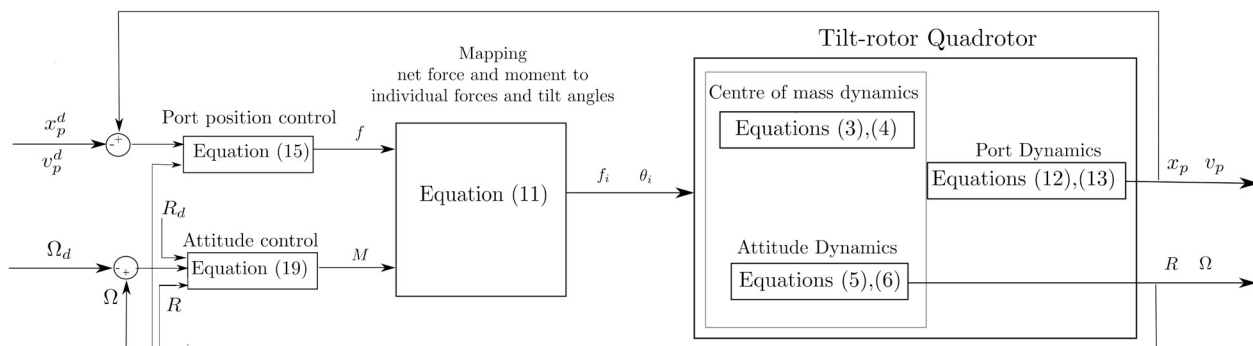 Tilt-rotor Quadrotor
Mapping
net force and moment to
individual forces and tilt angles
Centre of mass dynamics
Equations (3),(4)
Port position control
Equation (15)
x_p^d
v_p^d
- +
f
Equation (11)
f_i θ_i
Port Dynamics
Equations (12),(13)
x_p v_p
R_d
Attitude control
Equation (19)
Ω_d
- +
Ω
R
M
Attitude Dynamics
Equations (5),(6)
R Ω